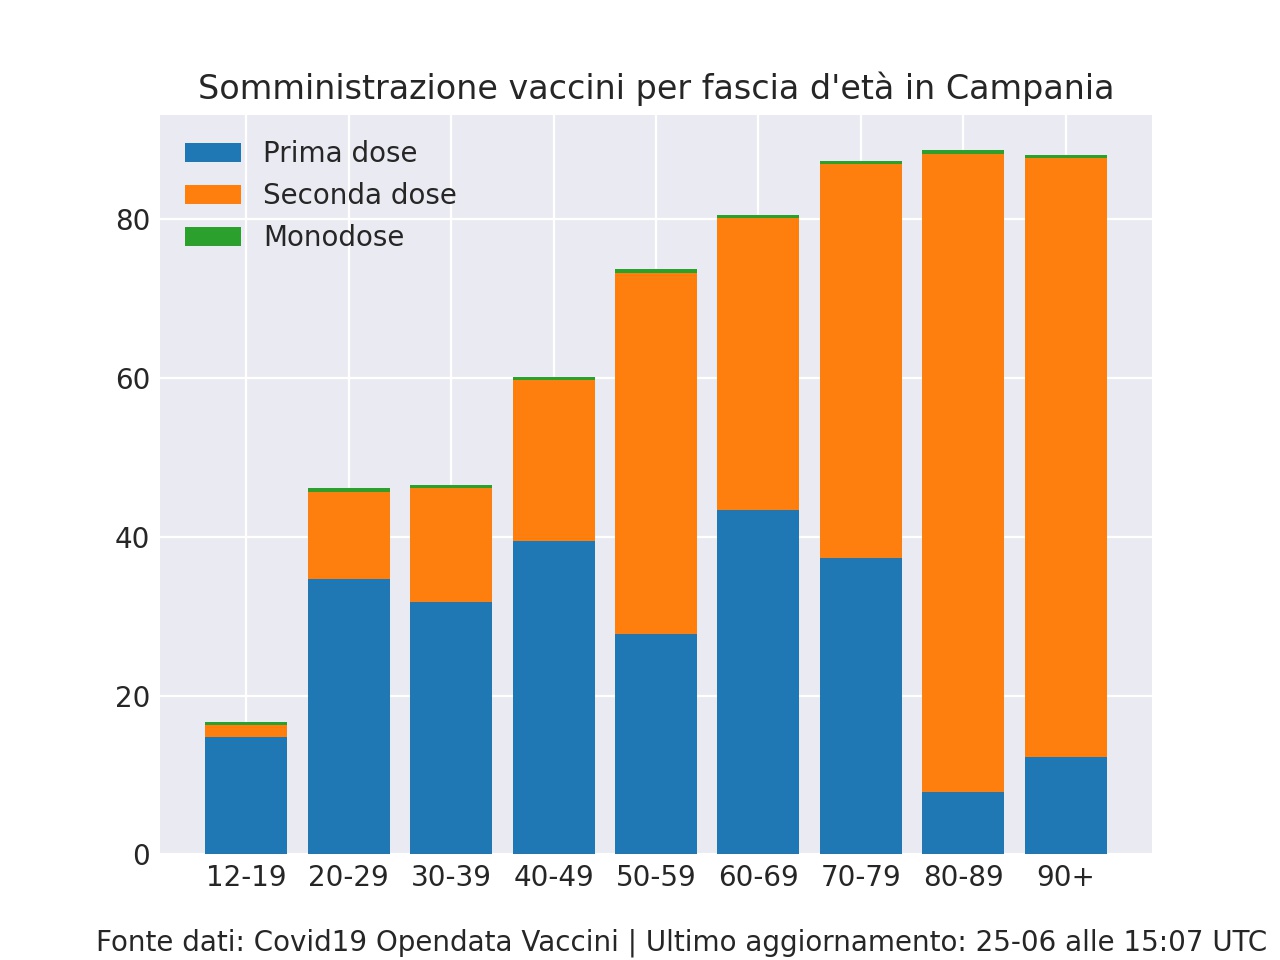 Somministrazione vaccini per fascia d'età in Campania
Prima dose
Seconda dose
Monodose
80
60
40
20
0
12-19 20-29 30-39 40-49 50-59 60-69 70-79 80-89 90+
Fonte dati: Covid19 Opendata Vaccini | Ultimo aggiornamento: 25-06 alle 15:07 UTC